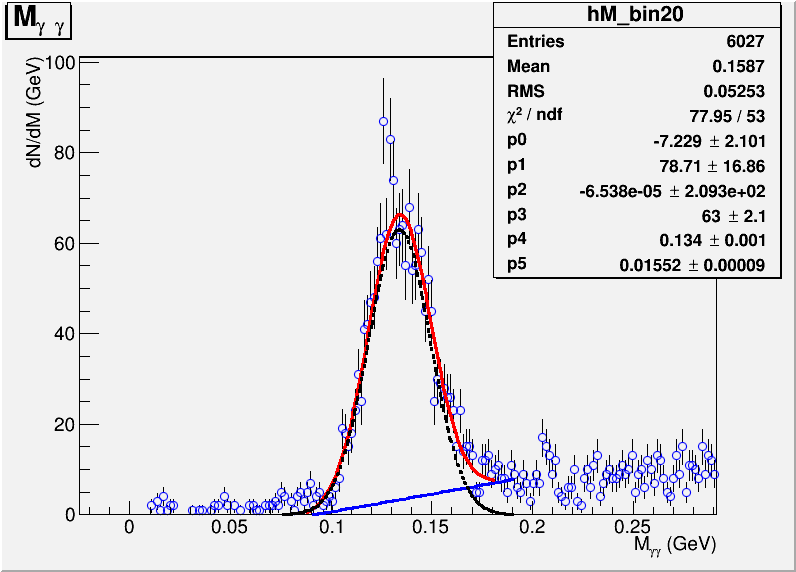 M γ γ
hM_bin20
Entries 6027
Mean 0.1587
RMS 0.05253
χ² / ndf 77.95 / 53
p0 -7.229 ± 2.101
p1 78.71 ± 16.86
p2 -6.538e-05 ± 2.093e+02
p3 63 ± 2.1
p4 0.134 ± 0.001
p5 0.01552 ± 0.00009
dN/dM (GeV)
100
80
60
40
20
0
0 0.05 0.1 0.15 0.2 0.25
Mγγ (GeV)